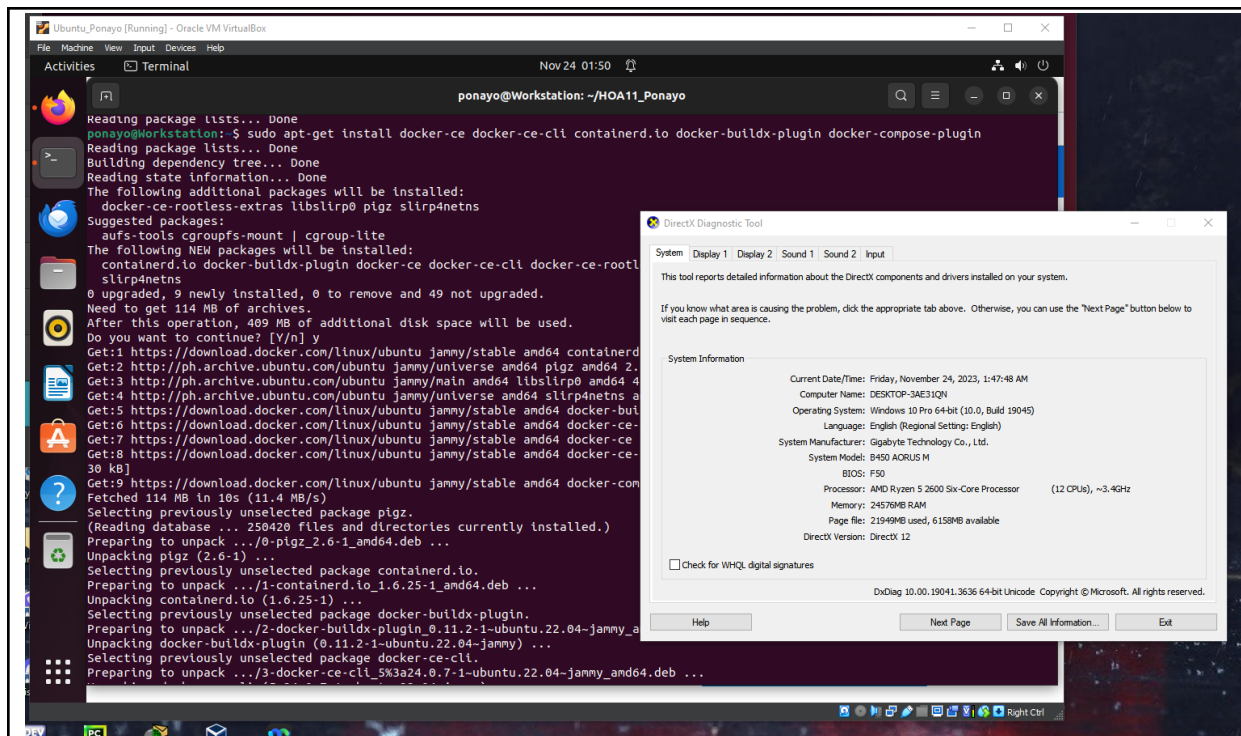 Ubuntu_Ponayo [Running] - Oracle VM VirtualBox
File Machine View Input Devices Help
Activities Terminal Nov 24 01:50
ponayo@Workstation: ~/HOA11_Ponayo
Reading package lists... Done
ponayo@Workstation:~$ sudo apt-get install docker-ce docker-ce-cli containerd.io docker-buildx-plugin docker-compose-plugin
Reading package lists... Done
Building dependency tree... Done
Reading state information... Done
The following additional packages will be installed:
docker-ce-rootless-extras libslirp0 pigz slirp4netns
Suggested packages:
aufs-tools cgroupfs-mount | cgroup-lite
The following NEW packages will be installed:
containerd.io docker-buildx-plugin docker-ce docker-ce-cli docker-ce-rootl
slirp4netns
0 upgraded, 9 newly installed, 0 to remove and 49 not upgraded.
Need to get 114 MB of archives.
After this operation, 409 MB of additional disk space will be used.
Do you want to continue? [Y/n] y
Get:1 https://download.docker.com/linux/ubuntu jammy/stable amd64 containerd
Get:2 http://ph.archive.ubuntu.com/ubuntu jammy/universe amd64 pigz amd64 2.
Get:3 http://ph.archive.ubuntu.com/ubuntu jammy/main amd64 libslirp0 amd64 4
Get:4 http://ph.archive.ubuntu.com/ubuntu jammy/universe amd64 slirp4netns a
Get:5 https://download.docker.com/linux/ubuntu jammy/stable amd64 docker-bui
Get:6 https://download.docker.com/linux/ubuntu jammy/stable amd64 docker-ce-
Get:7 https://download.docker.com/linux/ubuntu jammy/stable amd64 docker-ce
Get:8 https://download.docker.com/linux/ubuntu jammy/stable amd64 docker-ce-
30 kB]
Get:9 https://download.docker.com/linux/ubuntu jammy/stable amd64 docker-com
Fetched 114 MB in 10s (11.4 MB/s)
Selecting previously unselected package pigz.
(Reading database ... 250420 files and directories currently installed.)
Preparing to unpack .../0-pigz_2.6-1_amd64.deb ...
Unpacking pigz (2.6-1) ...
Selecting previously unselected package containerd.io.
Preparing to unpack .../1-containerd.io_1.6.25-1_amd64.deb ...
Unpacking containerd.io (1.6.25-1) ...
Selecting previously unselected package docker-buildx-plugin.
Preparing to unpack .../2-docker-buildx-plugin_0.11.2-1~ubuntu.22.04~jammy_a
Unpacking docker-buildx-plugin (0.11.2-1~ubuntu.22.04~jammy) ...
Selecting previously unselected package docker-ce-cli.
Preparing to unpack .../3-docker-ce-cli_5%3a24.0.7-1~ubuntu.22.04~jammy_amd64.deb ...
Right Ctrl
DirectX Diagnostic Tool
System Display 1 Display 2 Sound 1 Sound 2 Input
This tool reports detailed information about the DirectX components and drivers installed on your system.
If you know what area is causing the problem, click the appropriate tab above. Otherwise, you can use the "Next Page" button below to
visit each page in sequence.
System Information
Current Date/Time: Friday, November 24, 2023, 1:47:48 AM
Computer Name: DESKTOP-3AE31QN
Operating System: Windows 10 Pro 64-bit (10.0, Build 19045)
Language: English (Regional Setting: English)
System Manufacturer: Gigabyte Technology Co., Ltd.
System Model: B450 AORUS M
BIOS: F50
Processor: AMD Ryzen 5 2600 Six-Core Processor (12 CPUs), ~3.4GHz
Memory: 24576MB RAM
Page file: 21949MB used, 6158MB available
DirectX Version: DirectX 12
Check for WHQL digital signatures
DxDiag 10.00.19041.3636 64-bit Unicode Copyright © Microsoft. All rights reserved.
Help Next Page Save All Information... Exit
DEV PC